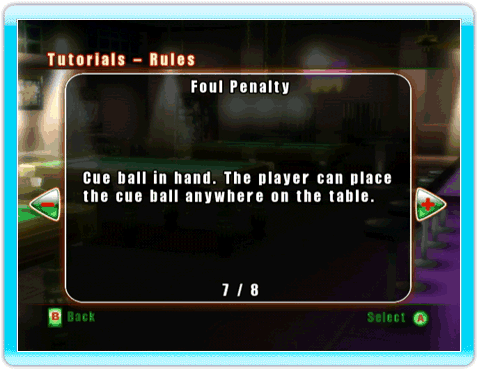 Tutorials – Rules
Foul Penalty
Cue ball in hand. The player can place
the cue ball anywhere on the table.
- +
7 / 8
B Back Select A